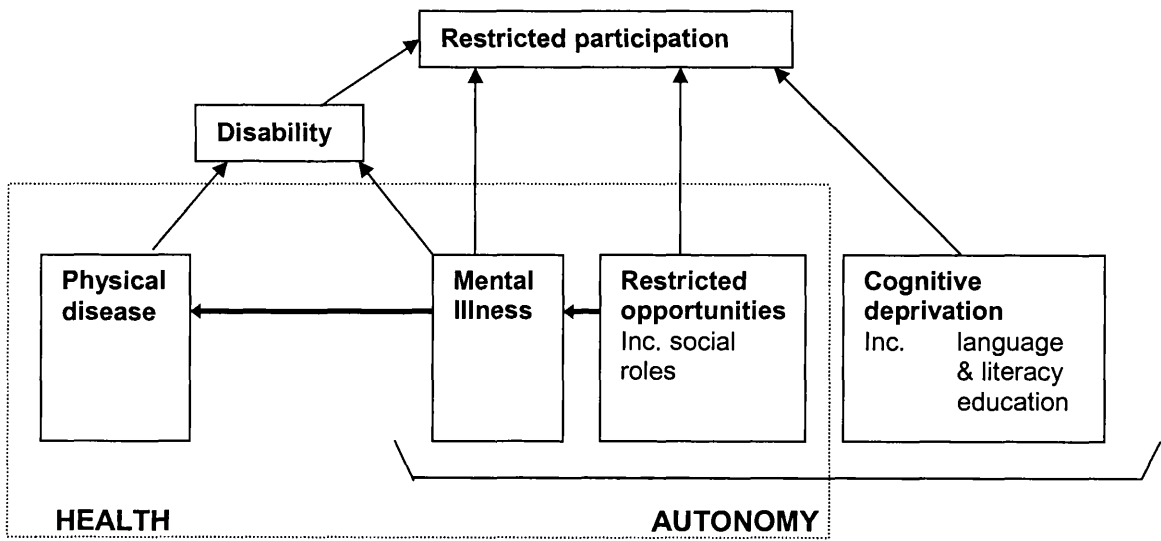 Restricted participation
Disability
Physical
disease
Mental
Illness
Restricted
opportunities
Inc. social
roles
Cognitive
deprivation
Inc. language
& literacy
education
HEALTH
AUTONOMY